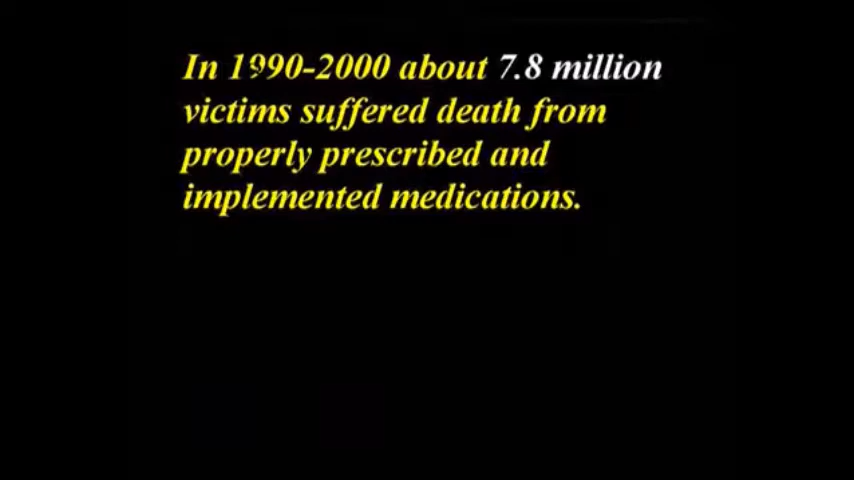 In 1990-2000 about 7.8 million
victims suffered death from
properly prescribed and
implemented medications.